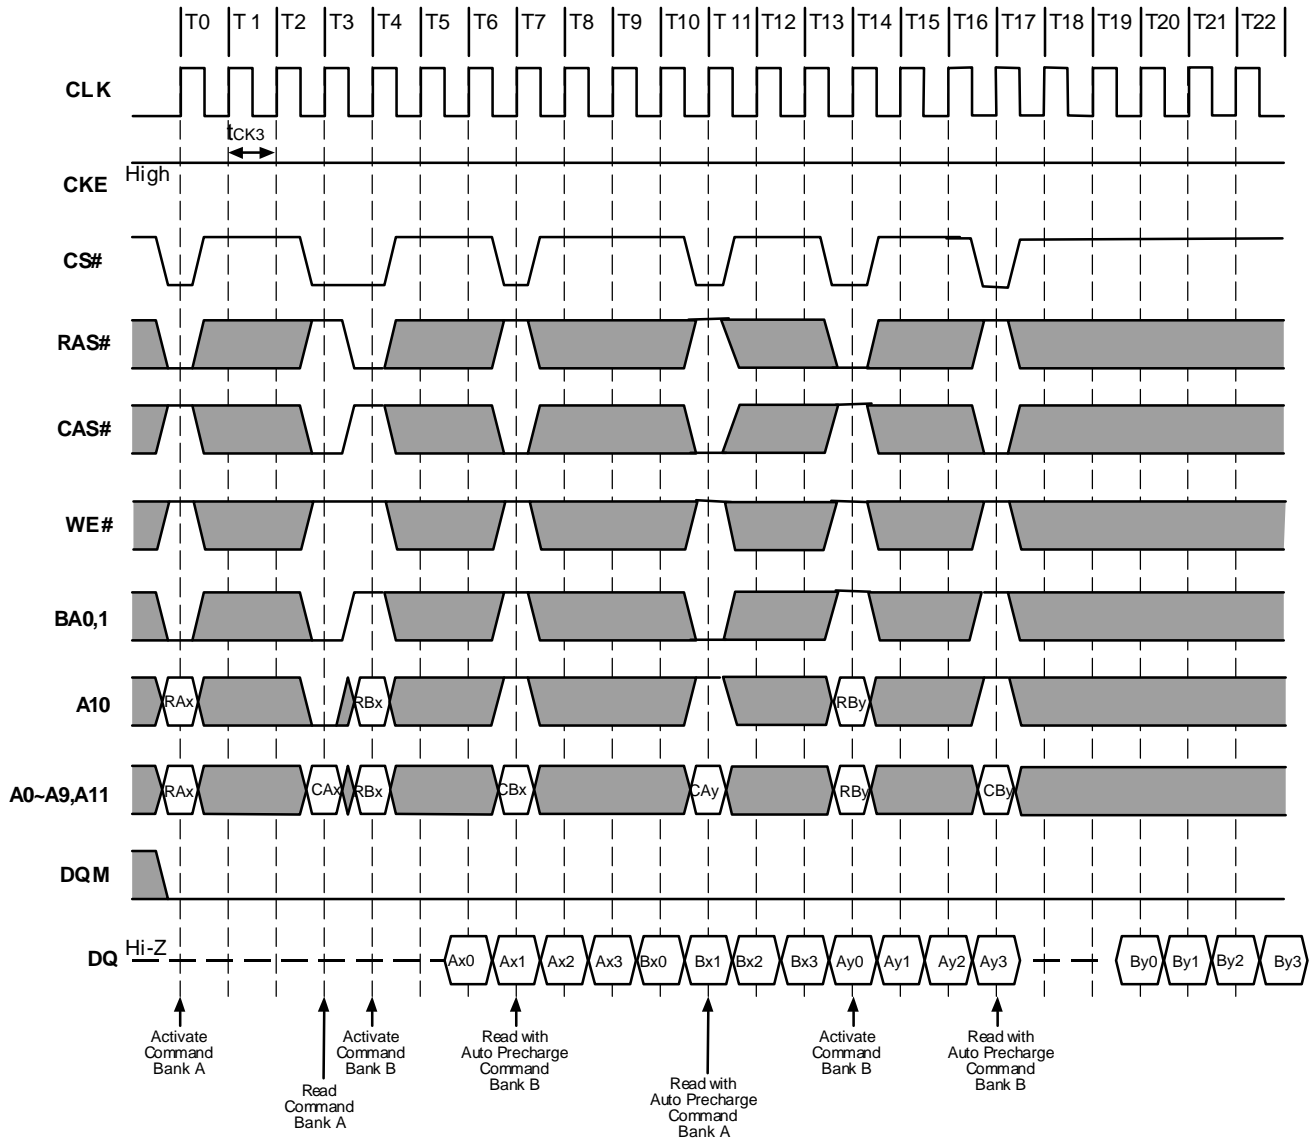 T0 T 1 T2 T3 T4 T5 T6 T7 T8 T9 T10 T 11 T12 T13 T14 T15 T16 T17 T18 T19 T20 T21 T22
CLK
tCK3
High
CKE
CS#
RAS#
CAS#
WE#
BA0,1
A10
RAx RBx RBy
A0~A9,A11
RAx CAx RBx CBx CAy RBy CBy
DQM
DQ
Hi-Z
Ax0 Ax1 Ax2 Ax3 Bx0 Bx1 Bx2 Bx3 Ay0 Ay1 Ay2 Ay3 By0 By1 By2 By3
Activate
Command
Bank A
Read
Command
Bank A
Activate
Command
Bank B
Read with
Auto Precharge
Command
Bank B
Read with
Auto Precharge
Command
Bank A
Activate
Command
Bank B
Read with
Auto Precharge
Command
Bank B